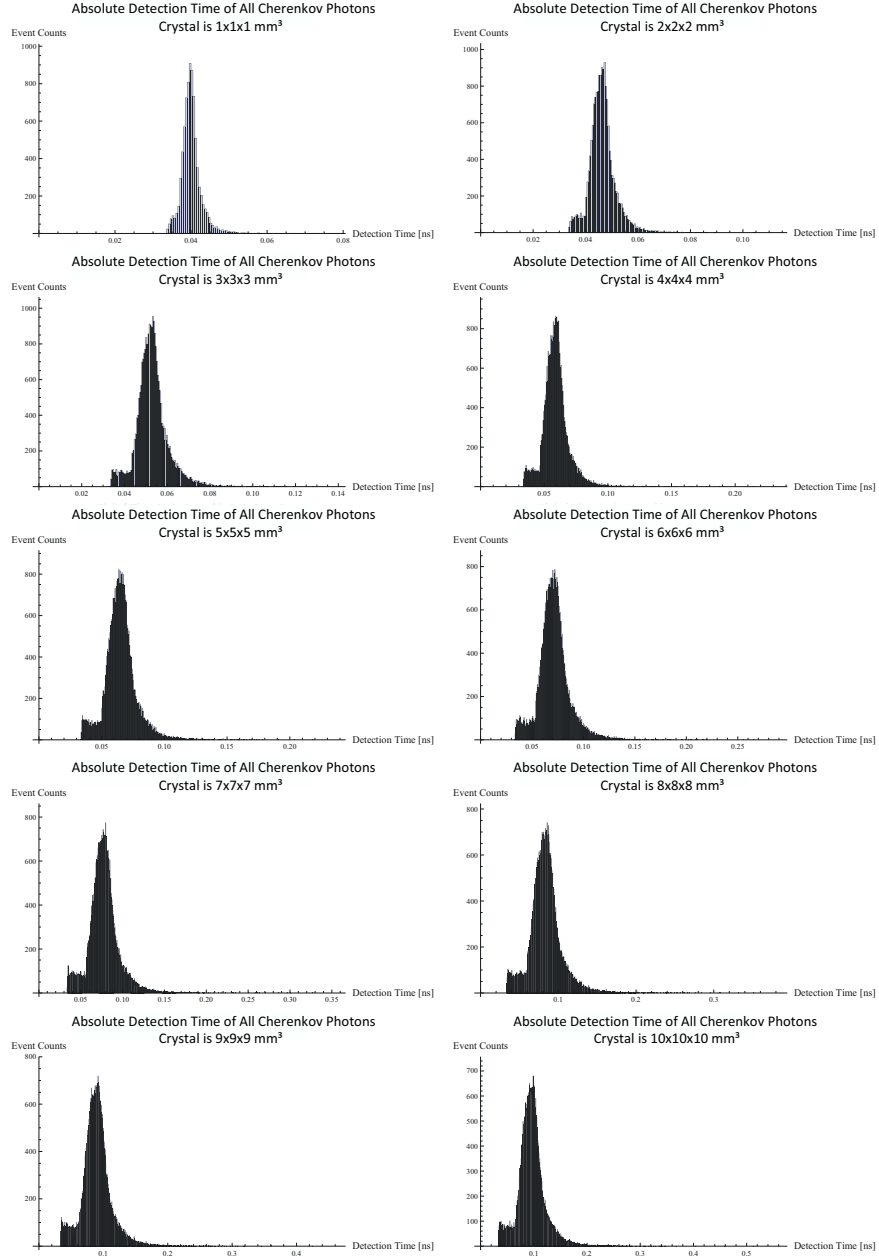 Absolute Detection Time of All Cherenkov Photons
Crystal is 1x1x1 mm³
Event Counts
1000
800
600
400
200
0.02 0.04 0.06 0.08
Detection Time [ns]
Absolute Detection Time of All Cherenkov Photons
Crystal is 2x2x2 mm³
Event Counts
1000
800
600
400
200
0.02 0.04 0.06 0.08 0.10
Detection Time [ns]
Absolute Detection Time of All Cherenkov Photons
Crystal is 3x3x3 mm³
Event Counts
1000
800
600
400
200
0.02 0.04 0.06 0.08 0.10 0.12 0.14
Detection Time [ns]
Absolute Detection Time of All Cherenkov Photons
Crystal is 4x4x4 mm³
Event Counts
800
600
400
200
0.05 0.10 0.15 0.20
Detection Time [ns]
Absolute Detection Time of All Cherenkov Photons
Crystal is 5x5x5 mm³
Event Counts
800
600
400
200
0.05 0.10 0.15 0.20
Detection Time [ns]
Absolute Detection Time of All Cherenkov Photons
Crystal is 6x6x6 mm³
Event Counts
800
600
400
200
0.05 0.10 0.15 0.20 0.25
Detection Time [ns]
Absolute Detection Time of All Cherenkov Photons
Crystal is 7x7x7 mm³
Event Counts
800
600
400
200
0.05 0.10 0.15 0.20 0.25 0.30 0.35
Detection Time [ns]
Absolute Detection Time of All Cherenkov Photons
Crystal is 8x8x8 mm³
Event Counts
800
600
400
200
0.1 0.2 0.3
Detection Time [ns]
Absolute Detection Time of All Cherenkov Photons
Crystal is 9x9x9 mm³
Event Counts
800
600
400
200
0.1 0.2 0.3 0.4
Detection Time [ns]
Absolute Detection Time of All Cherenkov Photons
Crystal is 10x10x10 mm³
Event Counts
700
600
500
400
300
200
100
0.1 0.2 0.3 0.4 0.5
Detection Time [ns]